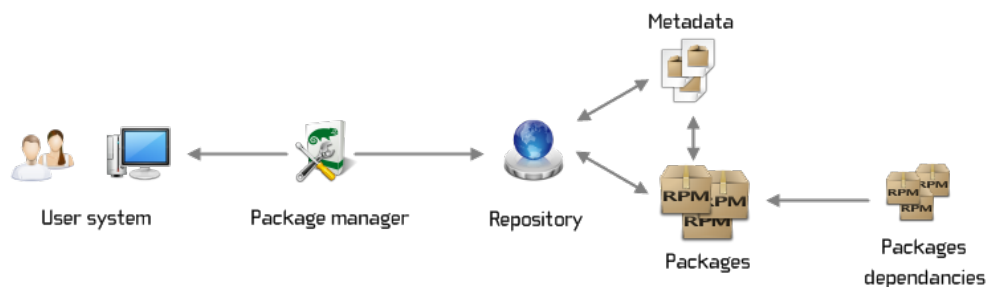 Metadata
User system
Package manager
Repository
RPM
RPM
RPM
Packages
RPM
RPM
RPM
Packages
dependancies